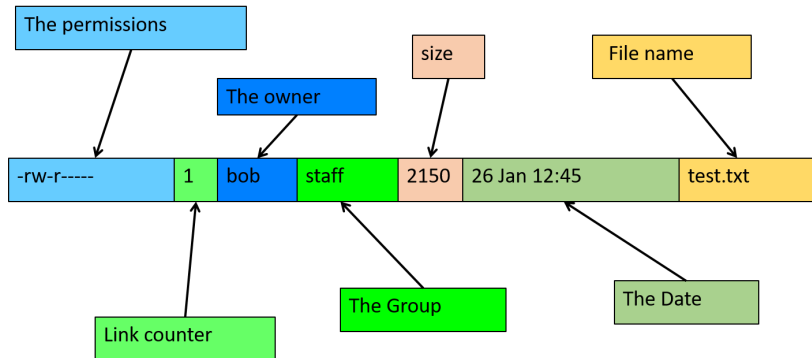 The permissions
size
File name
The owner
-rw-r----- 1 bob staff 2150 26 Jan 12:45 test.txt
The Group
The Date
Link counter